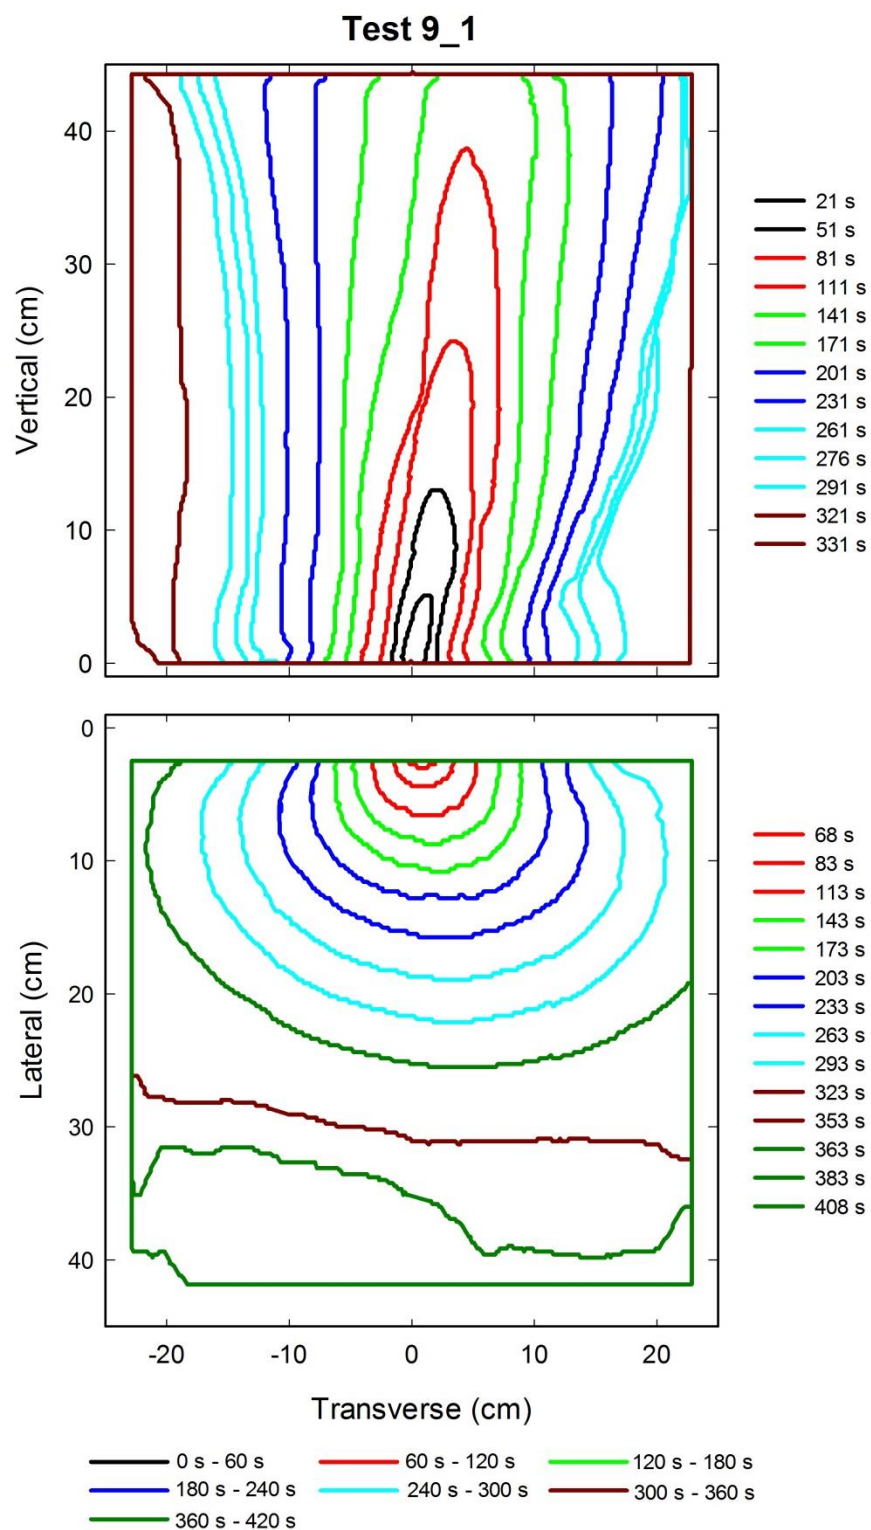 Test 9_1
40
30
20
10
0
Vertical (cm)
21 s
51 s
81 s
111 s
141 s
171 s
201 s
231 s
261 s
276 s
291 s
321 s
331 s
0
10
20
30
40
Lateral (cm)
68 s
83 s
113 s
143 s
173 s
203 s
233 s
263 s
293 s
323 s
353 s
363 s
383 s
408 s
-20 -10 0 10 20
Transverse (cm)
0 s - 60 s 60 s - 120 s 120 s - 180 s
180 s - 240 s 240 s - 300 s 300 s - 360 s
360 s - 420 s